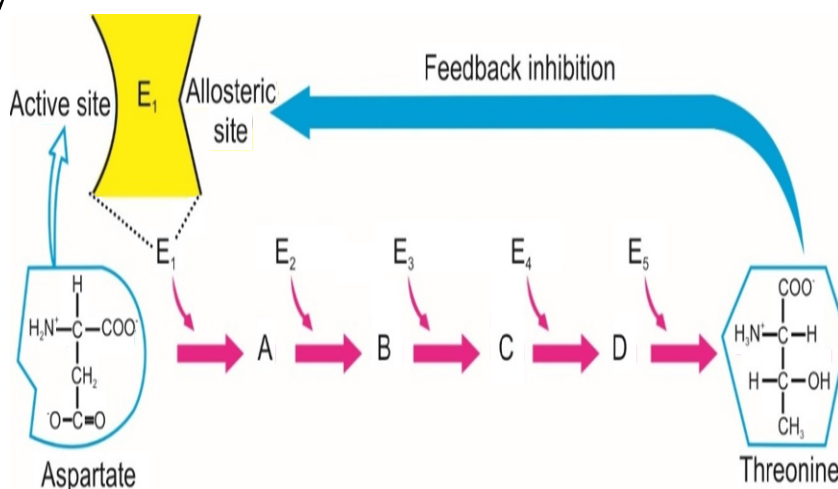 Feedback inhibition
Active site
E₁
Allosteric
site
E₁
E₂
E₃
E₄
E₅
A
B
C
D
H
H₂N⁺–C–COO⁻
CH₂
⁻O–C=O
Aspartate
COO⁻
H₃N⁺–C–H
H–C–OH
CH₃
Threonine